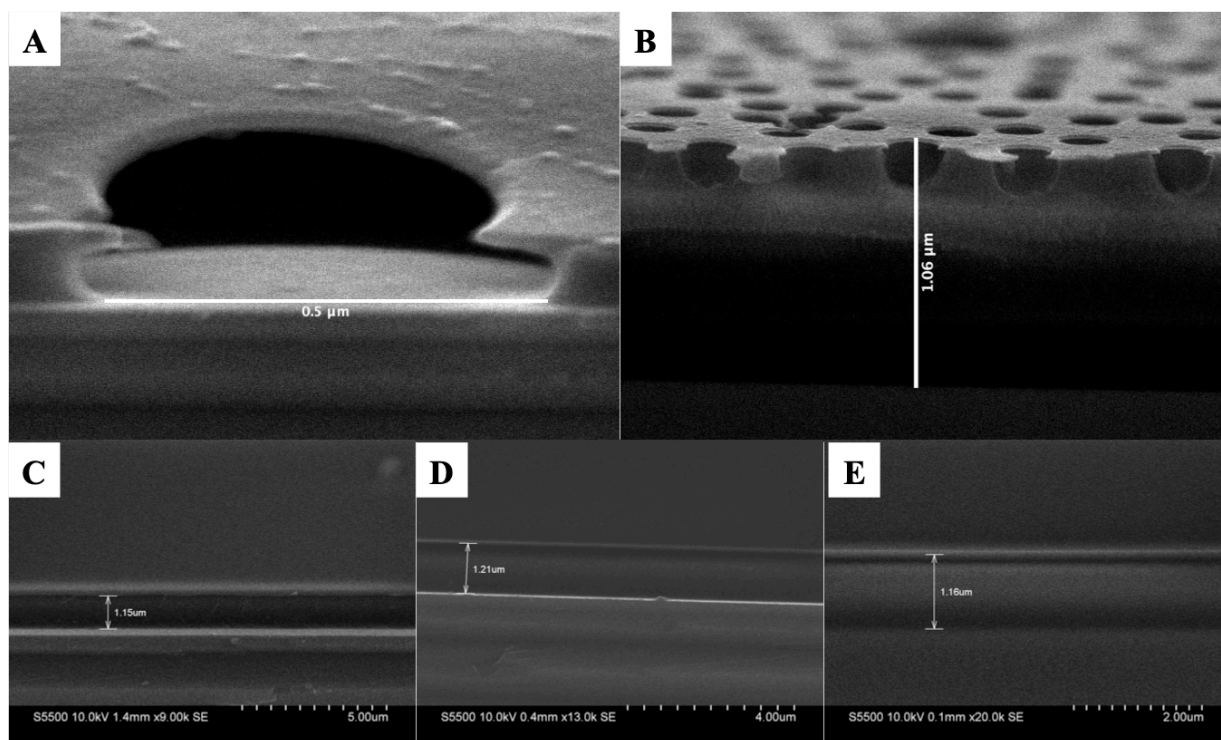 A
B
0.5 µm
1.06 µm
C
D
E
1.15um
1.21um
1.16um
S5500 10.0kV 1.4mm x9.00k SE
5.00um
S5500 10.0kV 0.4mm x13.0k SE
4.00um
S5500 10.0kV 0.1mm x20.0k SE
2.00um